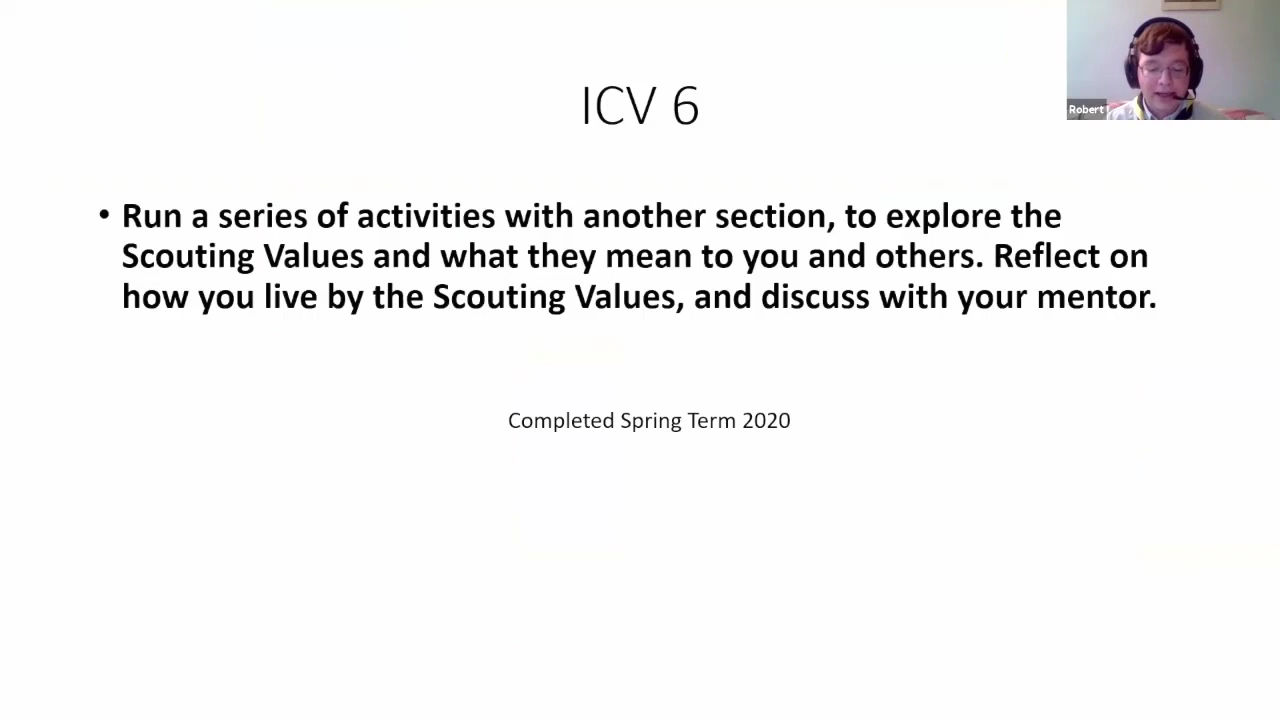 ICV 6
Robert
• Run a series of activities with another section, to explore the
Scouting Values and what they mean to you and others. Reflect on
how you live by the Scouting Values, and discuss with your mentor.
Completed Spring Term 2020